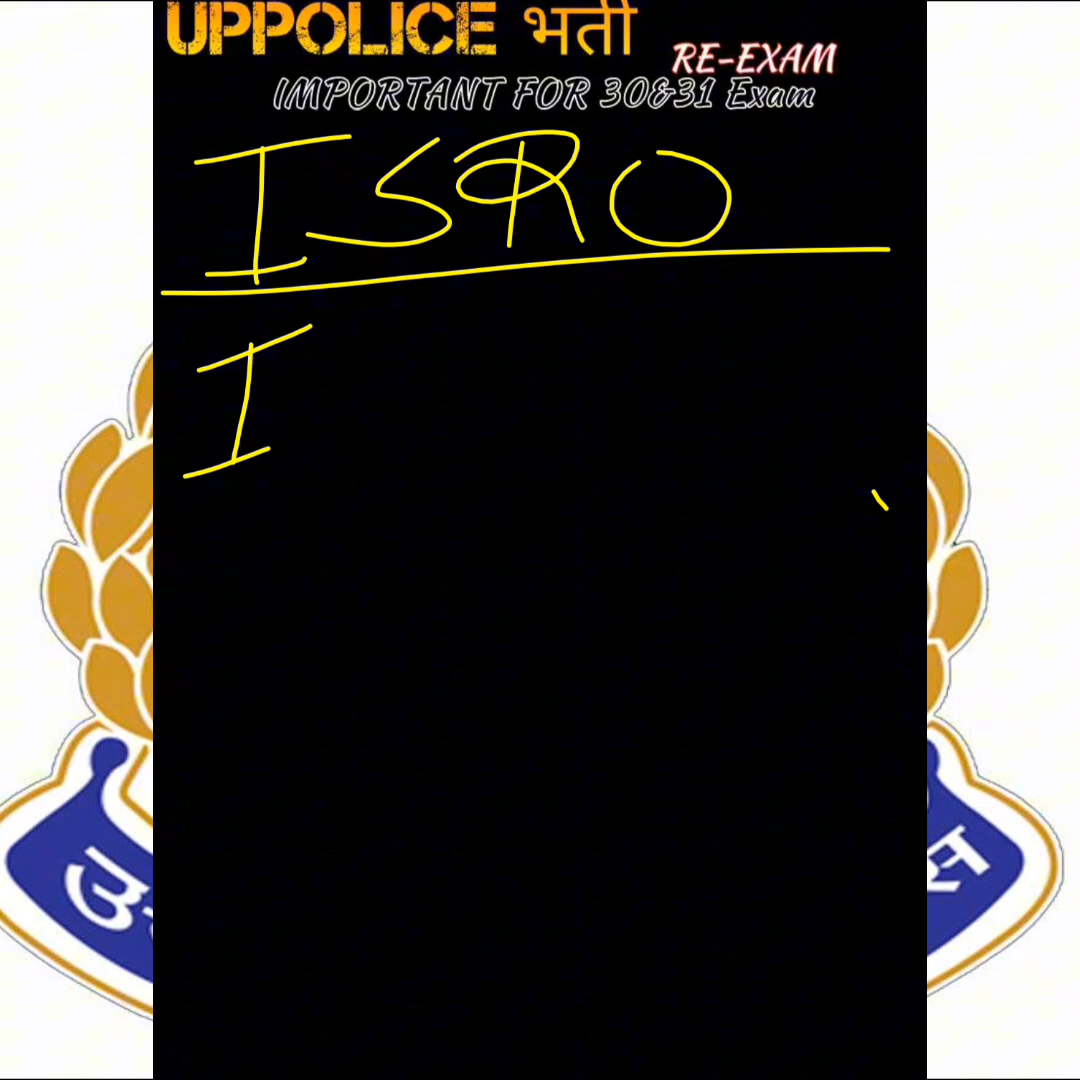 UPPOLICE भर्ती
RE-EXAM
IMPORTANT FOR 30&31 Exam
ISRO
I